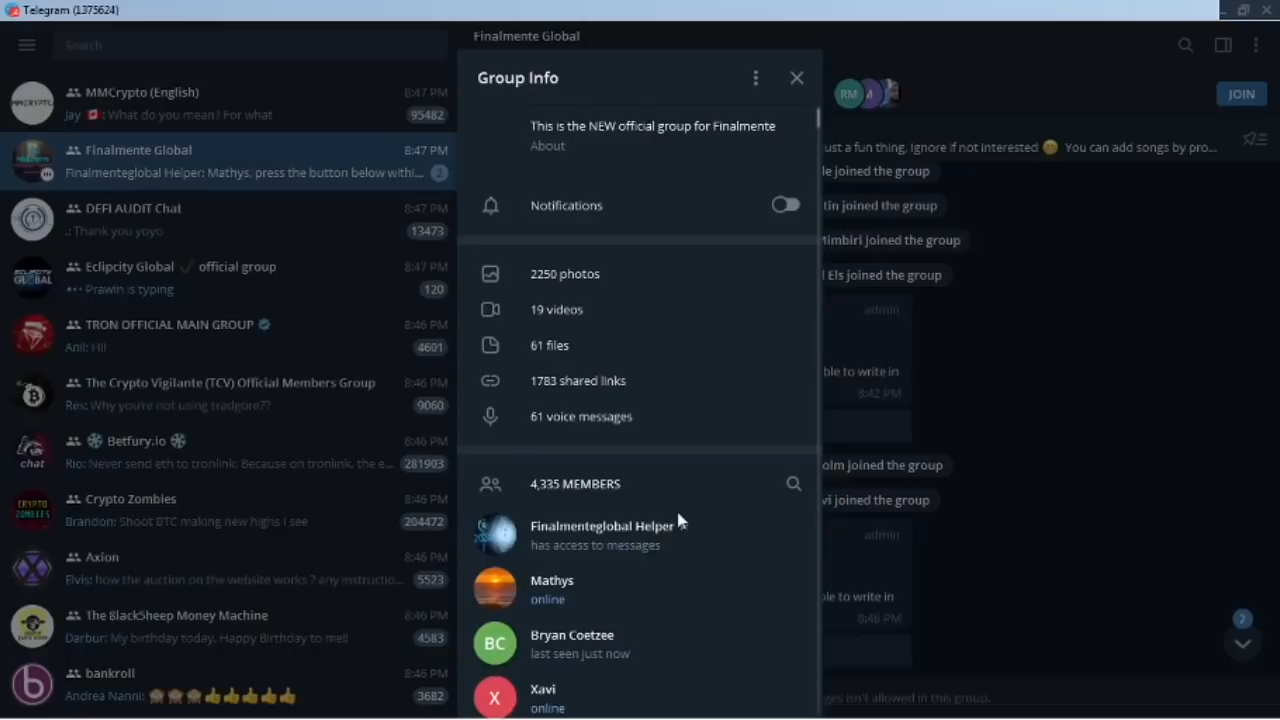 Telegram (1375624)
Search
MMCrypto (English)
8:47 PM
Jay 🇨🇦: What do you mean? For what
95482
Finalmente Global
8:47 PM
Finalmenteglobal Helper: Mathys, press the button below withi...
2
DEFI AUDIT Chat
8:47 PM
.: Thank you yoyo
13473
Eclipcity Global ✓ official group
8:47 PM
Prawin is typing
120
TRON OFFICIAL MAIN GROUP
8:46 PM
Anil: Hi!
4601
The Crypto Vigilante (TCV) Official Members Group
8:46 PM
Res: Why you're not using tradgore??
9060
❄️ Betfury.io ❄️
8:46 PM
Rio: Never send eth to tronlink. Because on tronlink, the e...
281903
chat
Crypto Zombies
8:46 PM
Brandon: Shoot BTC making new highs I see
204472
Axion
8:46 PM
Elvis: how the auction on the website works ? any instructio...
5523
The BlackSheep Money Machine
8:46 PM
Darbur: My birthday today. Happy Birthday to me!!
4583
bankroll
8:46 PM
Andrea Nanni: 🙈🙈🙈👍👍👍👍👍
3682
Finalmente Global
Group Info
This is the NEW official group for Finalmente
About
Notifications
2250 photos
19 videos
61 files
1783 shared links
61 voice messages
4,335 MEMBERS
Finalmenteglobal Helper
has access to messages
Mathys
online
BC
Bryan Coetzee
last seen just now
X
Xavi
online
RM
M
JOIN
ust a fun thing. Ignore if not interested 😁 You can add songs by pro...
le joined the group
tin joined the group
Mimbiri joined the group
l Els joined the group
admin
ble to write in
8:42 PM
olm joined the group
vi joined the group
admin
ble to write in
8:46 PM
2
ges isn't allowed in this group.